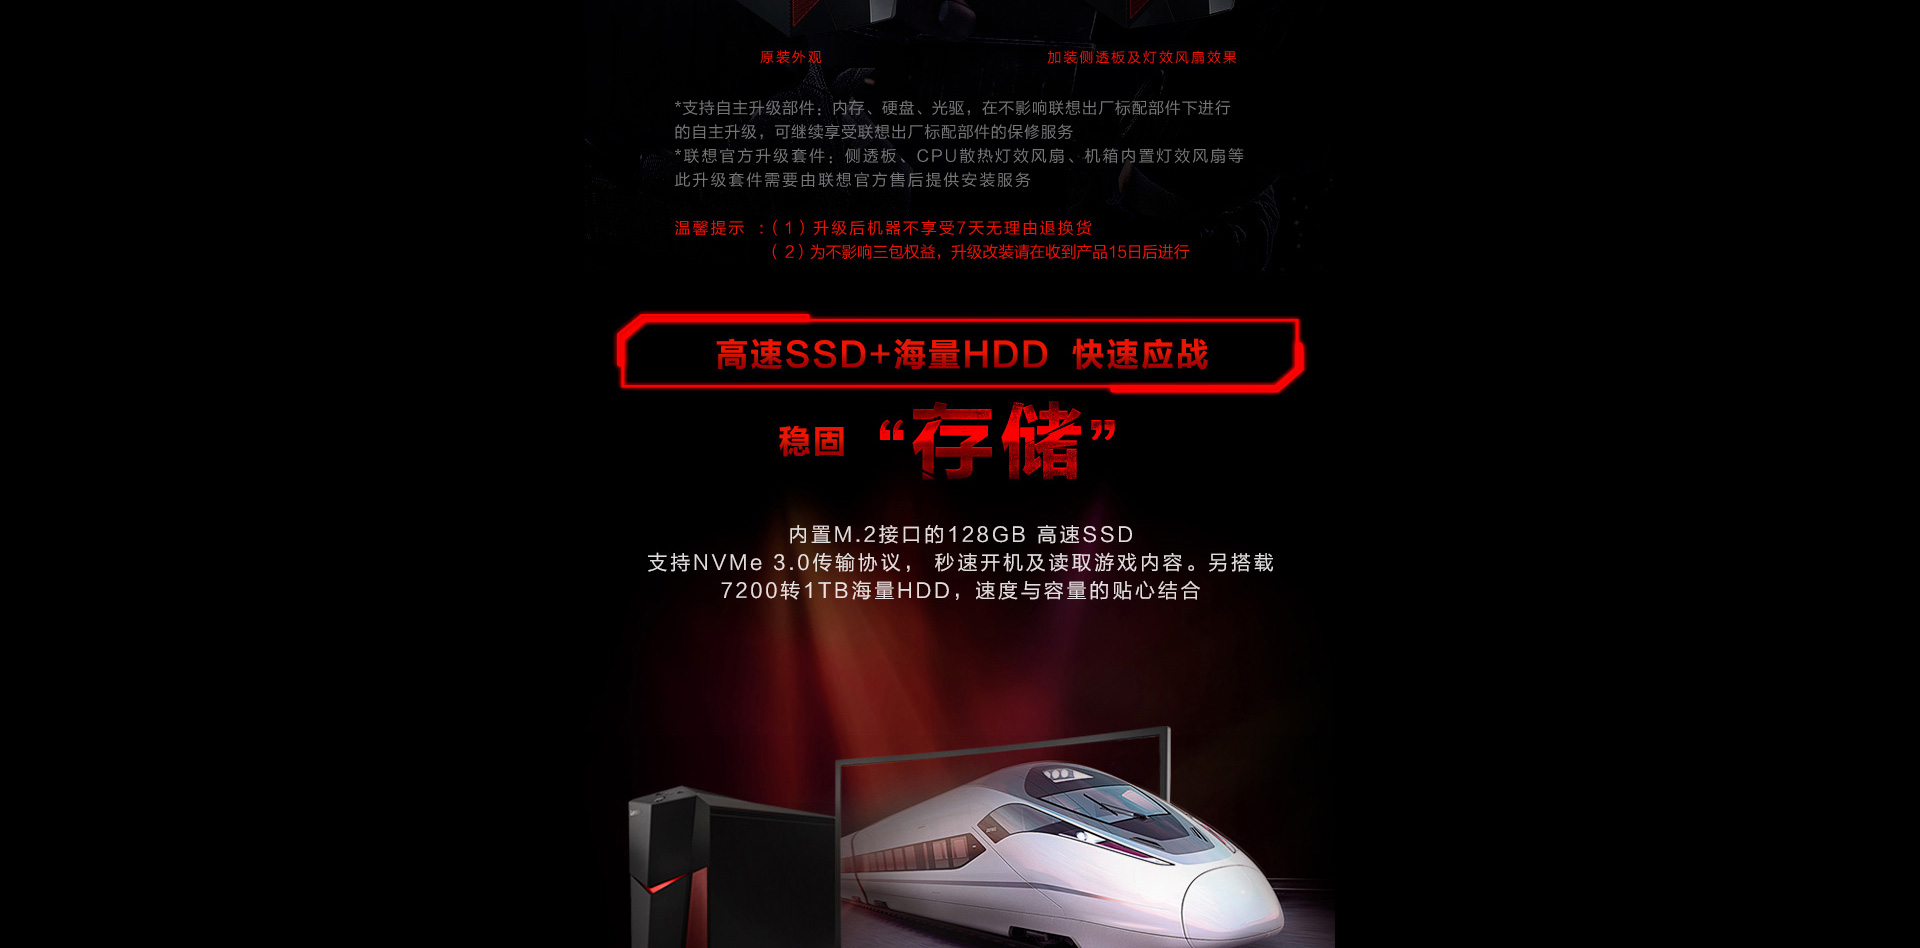 原装外观
加装侧透板及灯效风扇效果
*支持自主升级部件：内存、硬盘、光驱，在不影响联想出厂标配部件下进行
的自主升级，可继续享受联想出厂标配部件的保修服务
*联想官方升级套件：侧透板、CPU散热灯效风扇、机箱内置灯效风扇等
此升级套件需要由联想官方售后提供安装服务
温馨提示 :（1）升级后机器不享受7天无理由退换货
（2）为不影响三包权益，升级改装请在收到产品15日后进行
高速SSD+海量HDD 快速应战
稳固 “存储”
内置M.2接口的128GB 高速SSD
支持NVMe 3.0传输协议， 秒速开机及读取游戏内容。另搭载
7200转1TB海量HDD，速度与容量的贴心结合